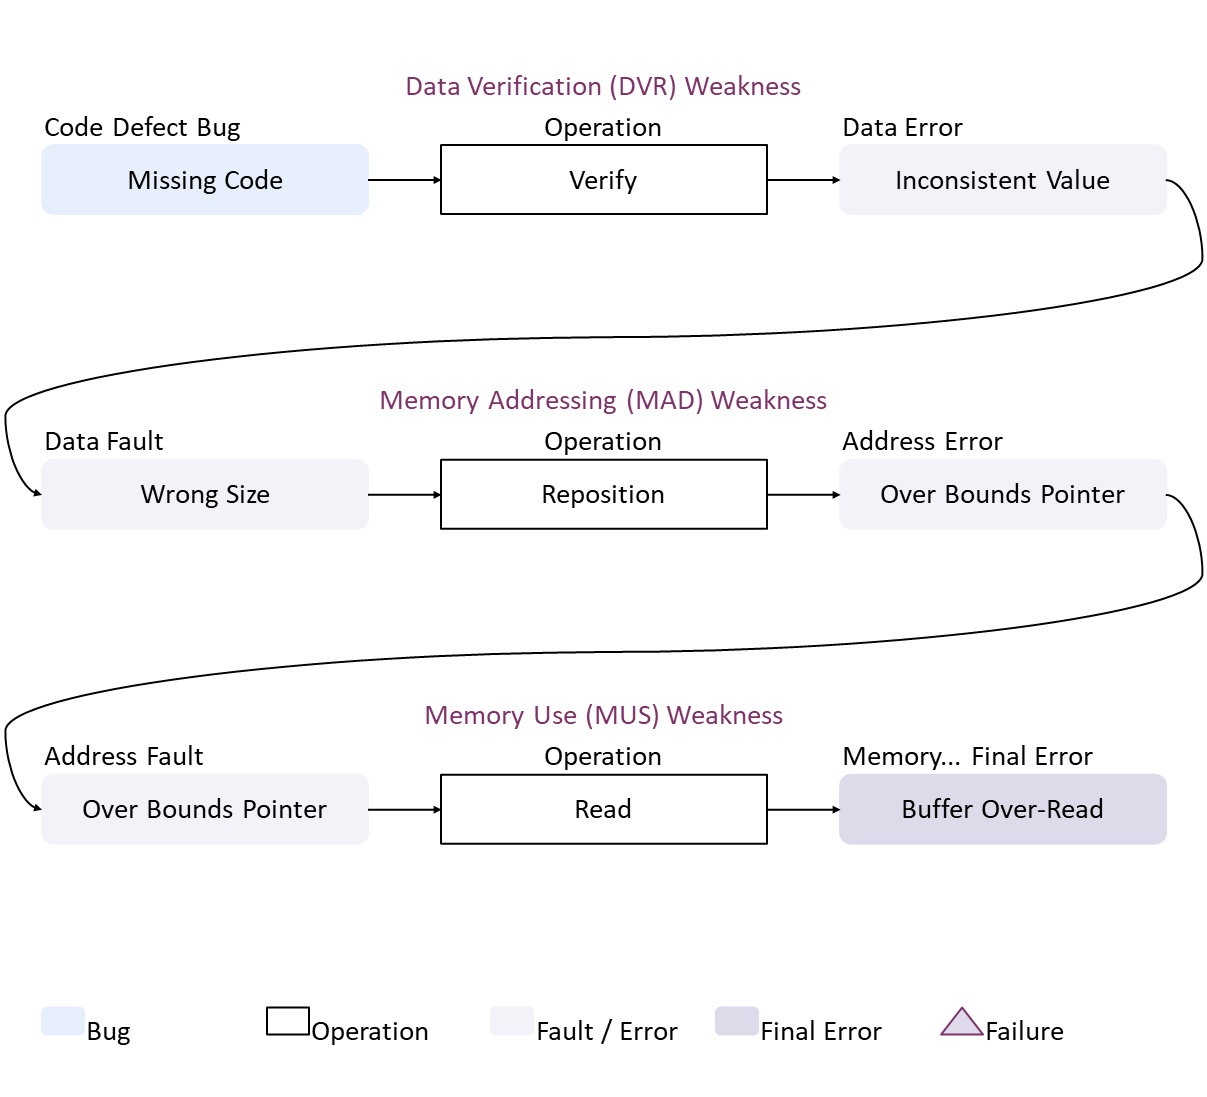 Data Verification (DVR) Weakness
Code Defect Bug Operation Data Error
Missing Code Verify Inconsistent Value
Memory Addressing (MAD) Weakness
Data Fault Operation Address Error
Wrong Size Reposition Over Bounds Pointer
Memory Use (MUS) Weakness
Address Fault Operation Memory... Final Error
Over Bounds Pointer Read Buffer Over-Read
Bug Operation Fault / Error Final Error Failure